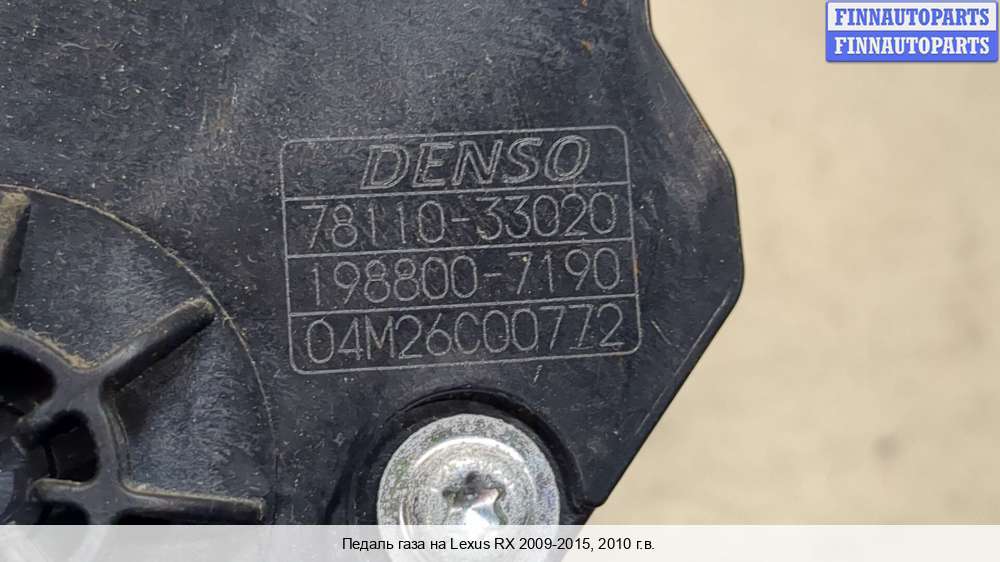 FINNAUTOPARTS
FINNAUTOPARTS
DENSO
78110-33020
198800-7190
04M26C00772
Педаль газа на Lexus RX 2009-2015, 2010 г.в.